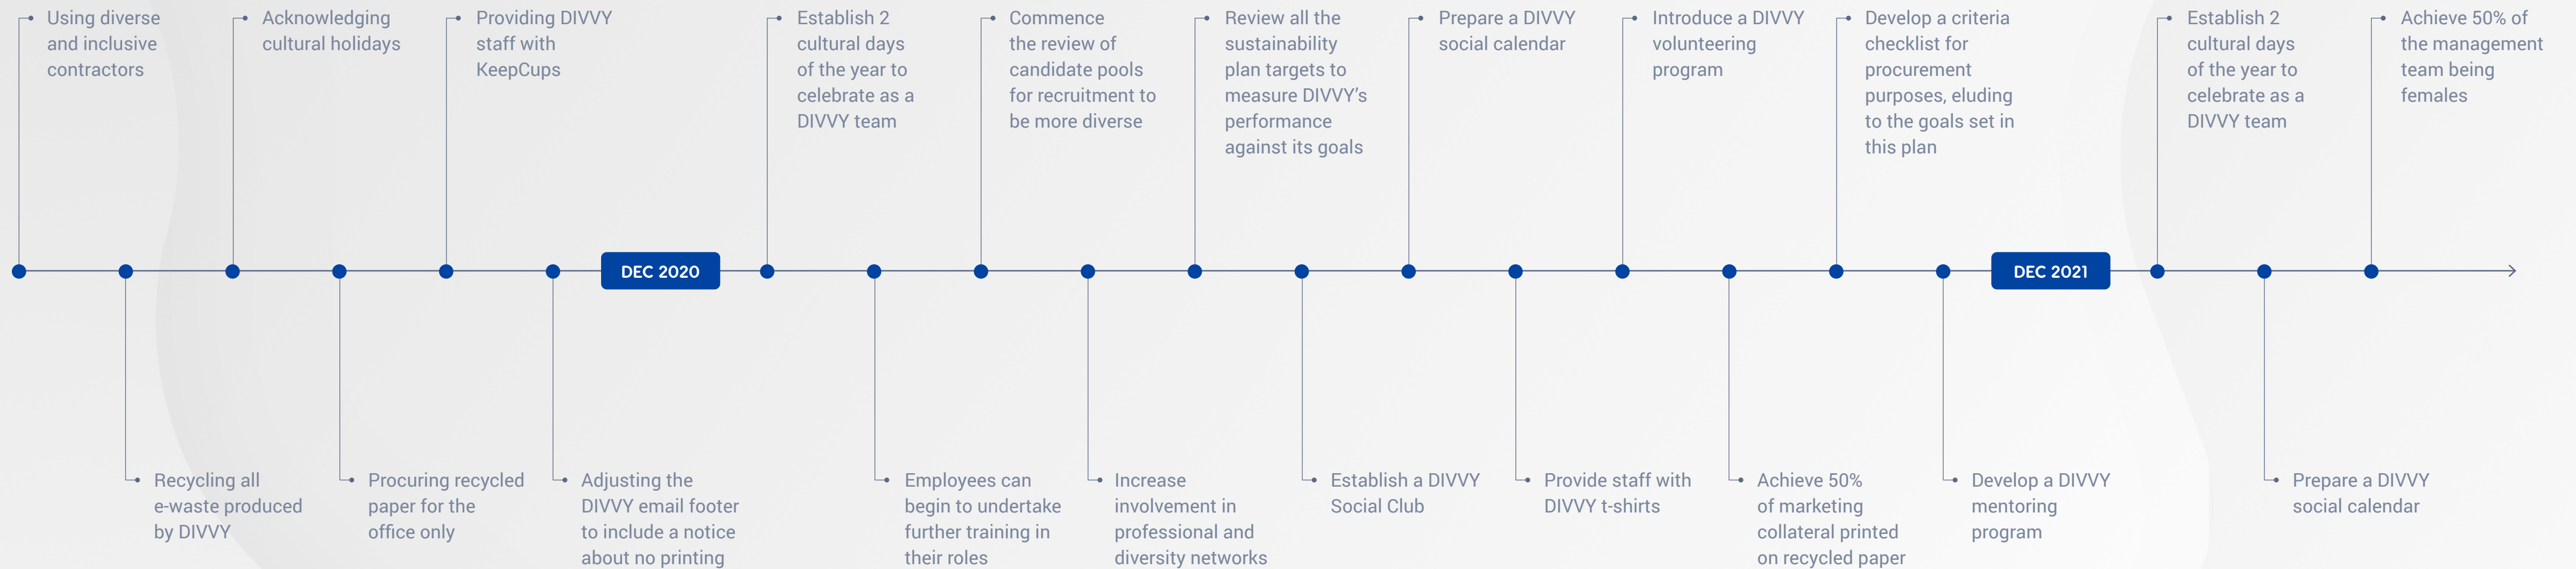 Using diverse
and inclusive
contractors
Acknowledging
cultural holidays
Providing DIVVY
staff with
KeepCups
Establish 2
cultural days
of the year to
celebrate as a
DIVVY team
Commence
the review of
candidate pools
for recruitment to
be more diverse
Review all the
sustainability
plan targets to
measure DIVVY’s
performance
against its goals
Prepare a DIVVY
social calendar
Introduce a DIVVY
volunteering
program
Develop a criteria
checklist for
procurement
purposes, eluding
to the goals set in
this plan
Establish 2
cultural days
of the year to
celebrate as a
DIVVY team
Achieve 50% of
the management
team being
females
DEC 2020
DEC 2021
Recycling all
e-waste produced
by DIVVY
Procuring recycled
paper for the
office only
Adjusting the
DIVVY email footer
to include a notice
about no printing
Employees can
begin to undertake
further training in
their roles
Increase
involvement in
professional and
diversity networks
Establish a DIVVY
Social Club
Provide staff with
DIVVY t-shirts
Achieve 50%
of marketing
collateral printed
on recycled paper
Develop a DIVVY
mentoring
program
Prepare a DIVVY
social calendar